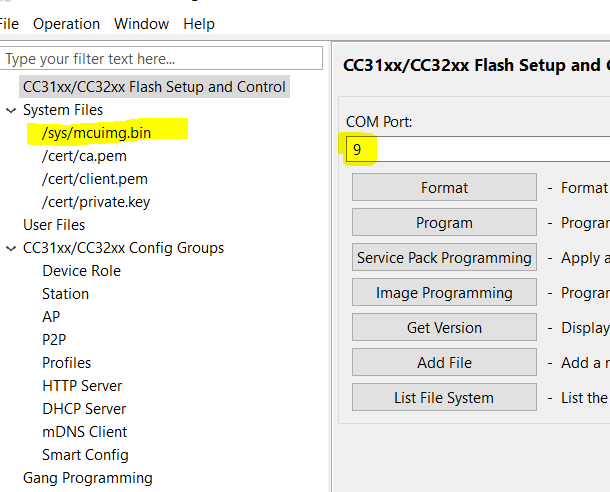 File Operation Window Help
Type your filter text here...
CC31xx/CC32xx Flash Setup and Control
System Files
/sys/mcuimg.bin
/cert/ca.pem
/cert/client.pem
/cert/private.key
User Files
CC31xx/CC32xx Config Groups
Device Role
Station
AP
P2P
Profiles
HTTP Server
DHCP Server
mDNS Client
Smart Config
Gang Programming
CC31xx/CC32xx Flash Setup and C
COM Port:
9
Format - Format
Program - Progra
Service Pack Programming - Apply a
Image Programming - Progra
Get Version - Display
Add File - Add a
List File System - List the